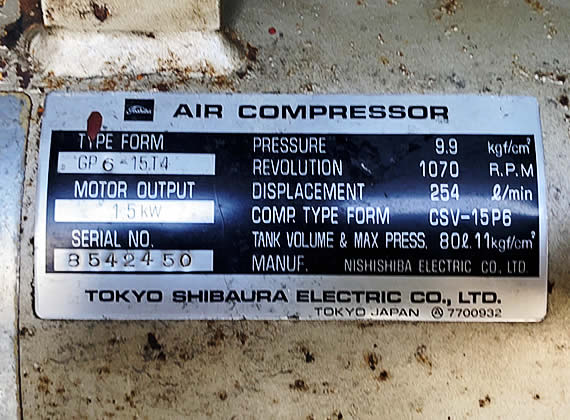 Toshiba AIR COMPRESSOR
TYPE FORM
GP6-15T4
MOTOR OUTPUT
1.5kW
SERIAL NO.
8542450
PRESSURE 9.9 kgf/cm²
REVOLUTION 1070 R.P.M
DISPLACEMENT 254 ℓ/min
COMP. TYPE FORM CSV-15P6
TANK VOLUME & MAX PRESS. 80ℓ.11kgf/cm²
MANUF. NISHISHIBA ELECTRIC CO., LTD.
TOKYO SHIBAURA ELECTRIC CO., LTD.
TOKYO JAPAN Ⓐ 7700932